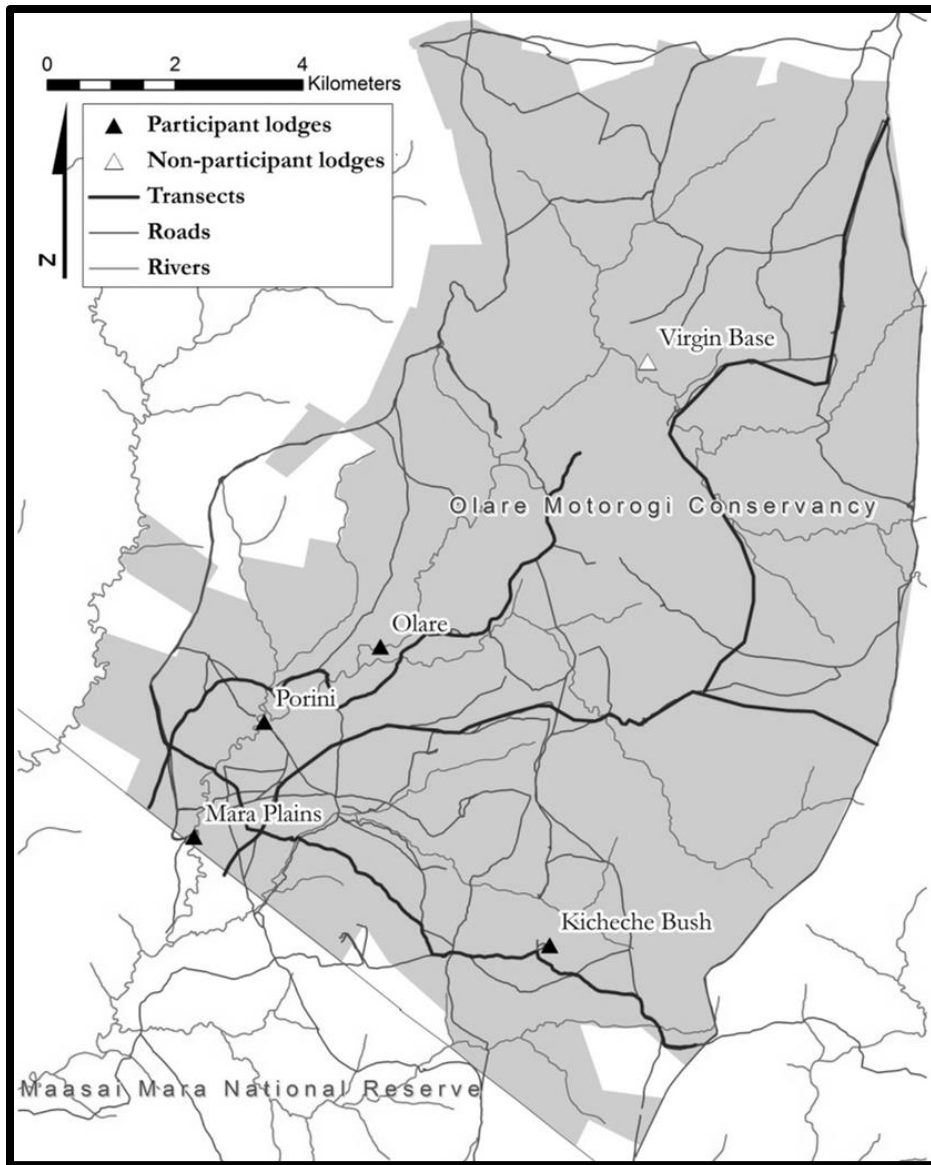 0 2 4
Kilometers
Participant lodges
Non-participant lodges
Transects
Roads
Rivers
N
Virgin Base
Olare Motorogi Conservancy
Olare
Porini
Mara Plains
Kicheche Bush
Maasai Mara National Reserve